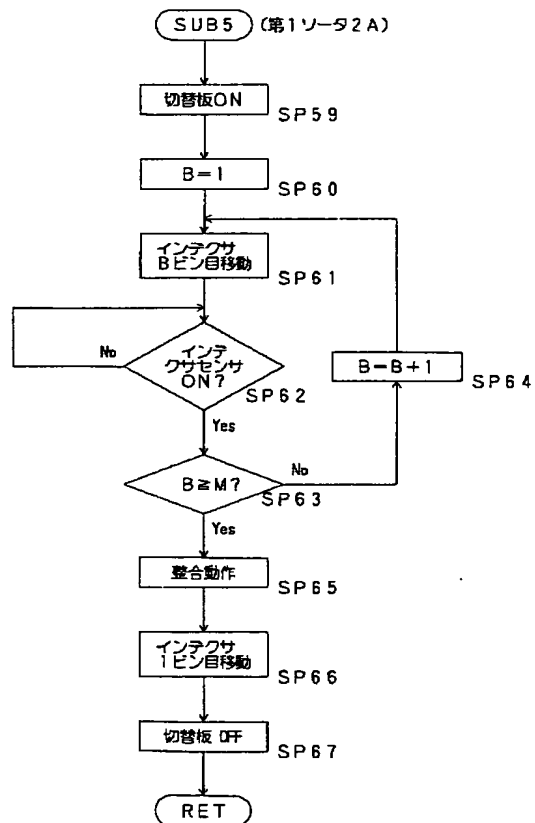 SUB5 (第1ソータ2A)
切替板ON
SP59
B=1
SP60
インデクサ
Bビン目移動
SP61
インデ
クサセンサ
ON?
No
SP62
Yes
B=B+1
SP64
B≧M?
No
SP63
Yes
整合動作
SP65
インデクサ
1ビン目移動
SP66
切替板 OFF
SP67
RET